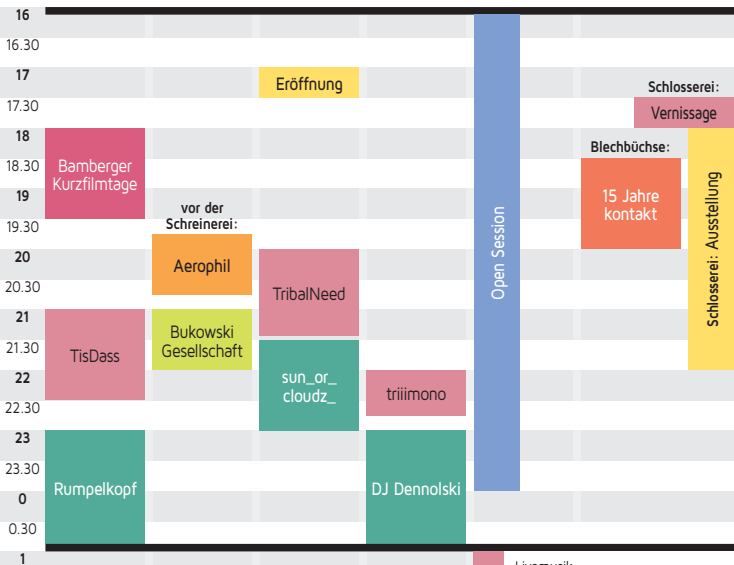 16
16.30
17
Eröffnung
Schlosserei:
17.30
Vernissage
18
Blechbüchse:
18.30
Bamberger
Kurzfilmtage
19
15 Jahre
kontakt
Schlosserei: Ausstellung
19.30
vor der
Schreinerei:
Open Session
20
Aerophil
20.30
TribalNeed
21
Bukowski
Gesellschaft
21.30
TisDass
22
sun_or_
cloudz_
triiimono
22.30
23
23.30
Rumpelkopf
DJ Dennolski
0
0.30
1